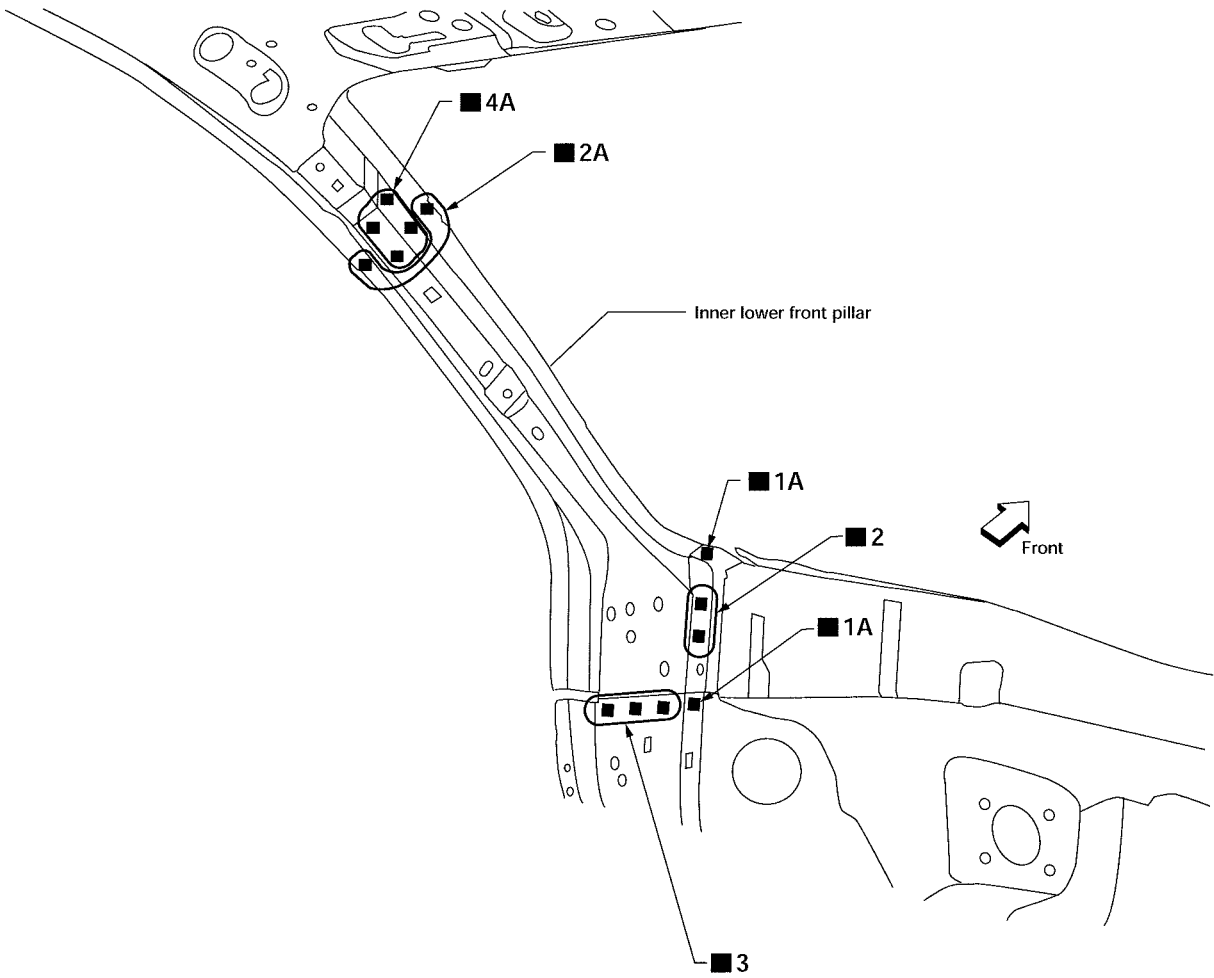 ■4A
■2A
Inner lower front pillar
■1A
■2
Front
■1A
■3